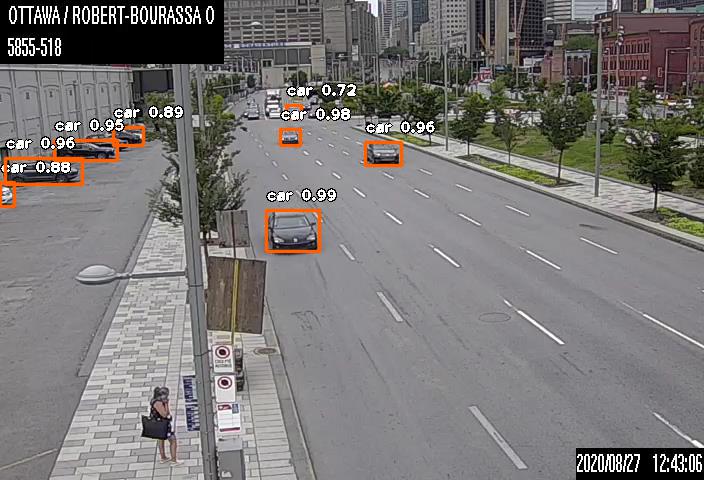 OTTAWA / ROBERT-BOURASSA O
5855-518
car 0.72
car 0.89
car 0.98
car 0.95
car 0.96
car 0.96
car 0.88
car 0.99
2020/08/27 12:43:06